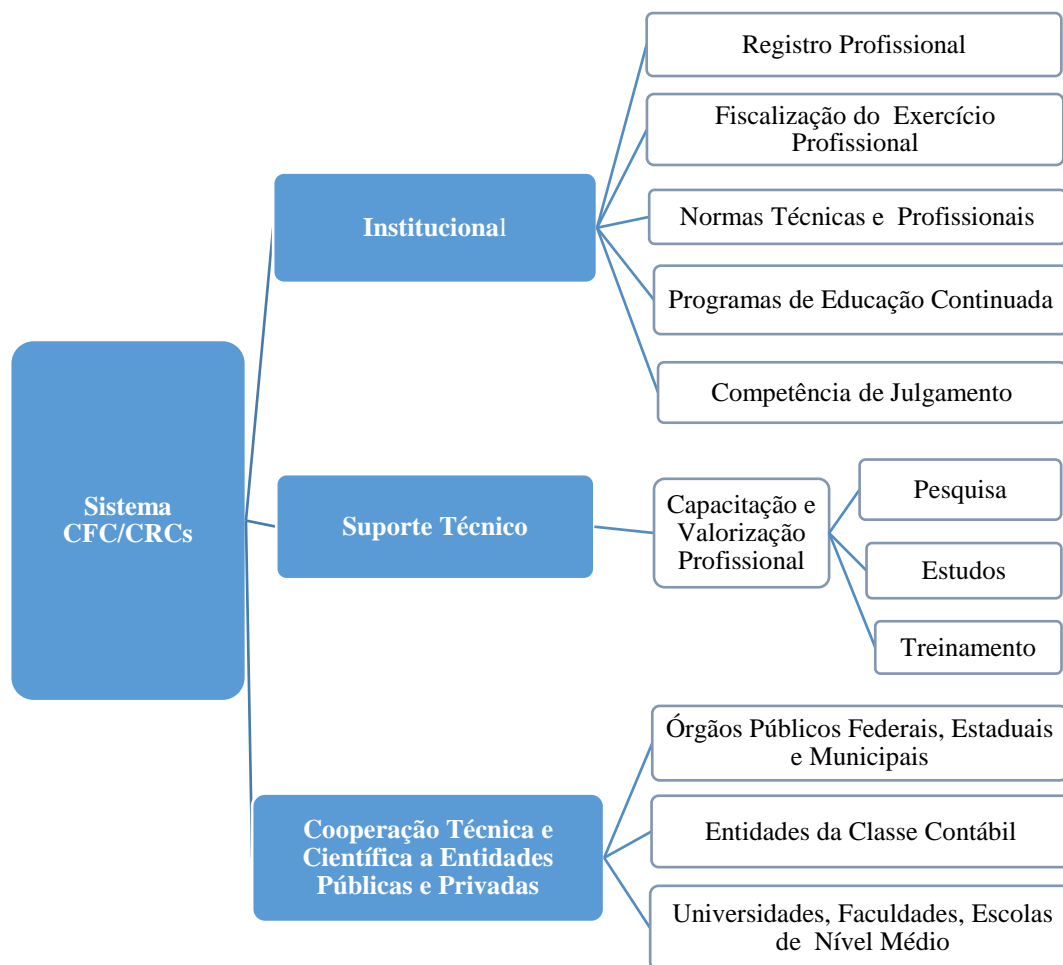 Sistema
CFC/CRCs
Institucional
Registro Profissional
Fiscalização do Exercício
Profissional
Normas Técnicas e Profissionais
Programas de Educação Continuada
Competência de Julgamento
Suporte Técnico
Capacitação e
Valorização
Profissional
Pesquisa
Estudos
Treinamento
Cooperação Técnica e
Científica a Entidades
Públicas e Privadas
Órgãos Públicos Federais, Estaduais
e Municipais
Entidades da Classe Contábil
Universidades, Faculdades, Escolas
de Nível Médio